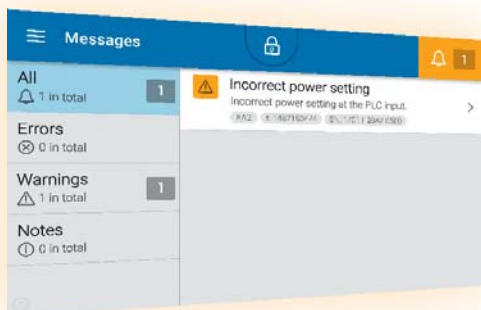 Messages
1
All
1 in total
1
Errors
0 in total
Warnings
1 in total
1
Notes
0 in total
Incorrect power setting
Incorrect power setting at the PLC input.